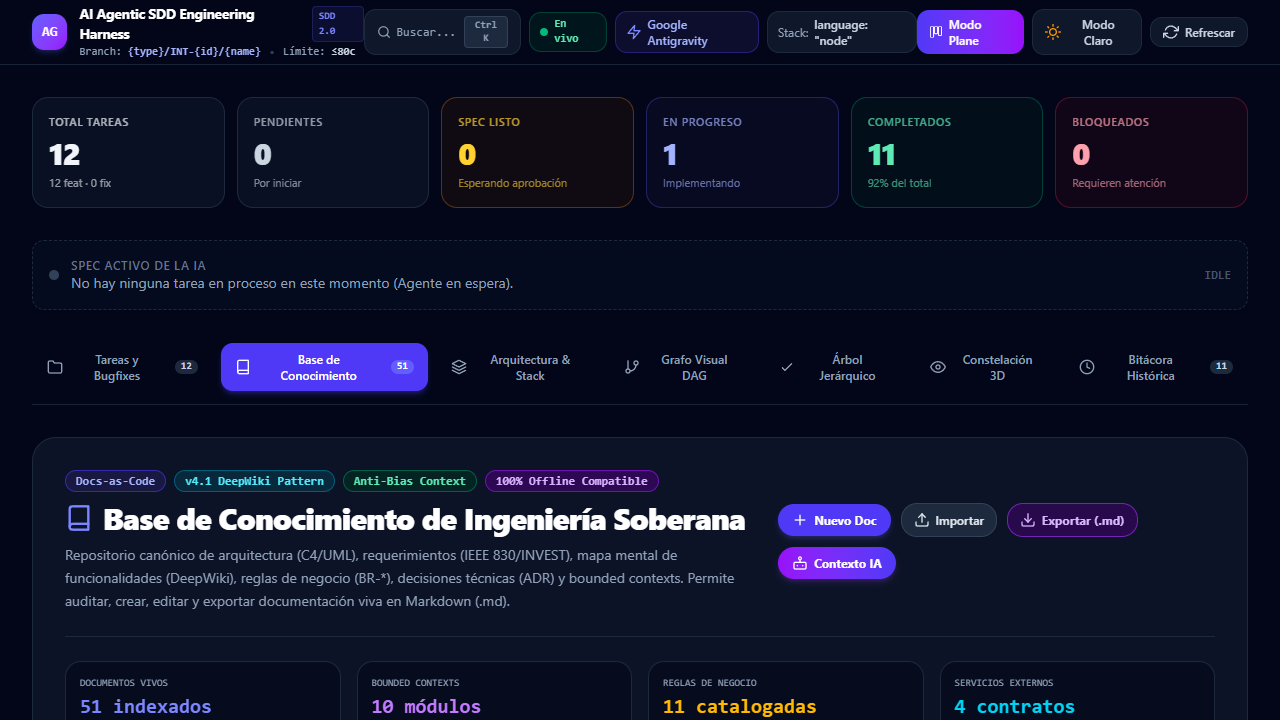 AG
AI Agentic SDD Engineering
Harness
SDD
2.0
Branch: {type}/INT-{id}/{name} • Límite: ≤80c
Buscar...
Ctrl
K
En
vivo
Google
Antigravity
Stack:
language:
"node"
Modo
Plane
Modo
Claro
Refrescar
TOTAL TAREAS
12
12 feat · 0 fix
PENDIENTES
0
Por iniciar
SPEC LISTO
0
Esperando aprobación
EN PROGRESO
1
Implementando
COMPLETADOS
11
92% del total
BLOQUEADOS
0
Requieren atención
SPEC ACTIVO DE LA IA
No hay ninguna tarea en proceso en este momento (Agente en espera).
IDLE
Tareas y
Bugfixes
12
Base de
Conocimiento
51
Arquitectura &
Stack
Grafo Visual
DAG
Árbol
Jerárquico
Constelación
3D
Bitácora
Histórica
11
Docs-as-Code
v4.1 DeepWiki Pattern
Anti-Bias Context
100% Offline Compatible
Base de Conocimiento de Ingeniería Soberana
Repositorio canónico de arquitectura (C4/UML), requerimientos (IEEE 830/INVEST), mapa mental de
funcionalidades (DeepWiki), reglas de negocio (BR-*), decisiones técnicas (ADR) y bounded contexts. Permite
auditar, crear, editar y exportar documentación viva en Markdown (.md).
Nuevo Doc
Importar
Exportar (.md)
Contexto IA
DOCUMENTOS VIVOS
51 indexados
BOUNDED CONTEXTS
10 módulos
REGLAS DE NEGOCIO
11 catalogadas
SERVICIOS EXTERNOS
4 contratos